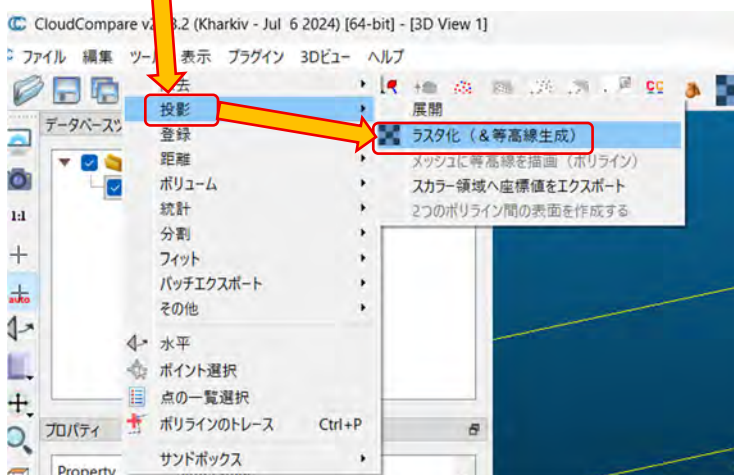 CloudCompare v2 3.2 (Kharkiv - Jul 6 2024) [64-bit] - [3D View 1]
ファイル 編集 ツー 表示 プラグイン 3Dビュー ヘルプ
去
データベースツ
投影
登録
距離
ボリューム
統計
分割
フィット
バッチエクスポート
その他
水平
ポイント選択
点の一覧選択
ポリラインのトレース Ctrl+P
サンドボックス
展開
ラスタ化（&等高線生成）
メッシュに等高線を描画（ポリライン）
スカラー領域へ座標値をエクスポート
2つのポリライン間の表面を作成する
1:1
auto
プロパティ
Property